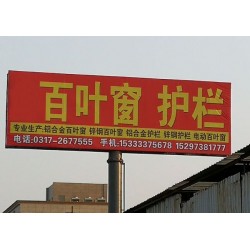 百叶窗 护栏
专业生产:铝合金百叶窗 锌钢百叶窗 铝合金护栏 锌钢护栏 电动百叶窗
电话:0317-2677555 手机:15333375678 15297381777